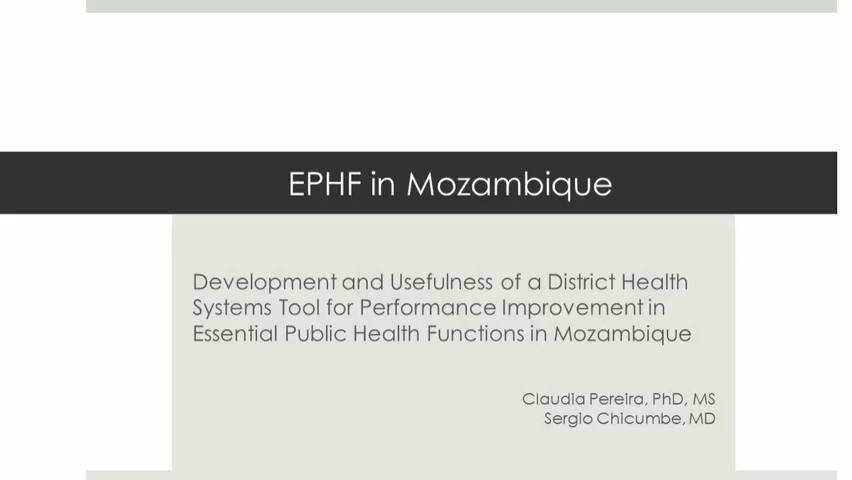 EPHF in Mozambique
Development and Usefulness of a District Health
Systems Tool for Performance Improvement in
Essential Public Health Functions in Mozambique
Claudia Pereira, PhD, MS
Sergio Chicumbe, MD